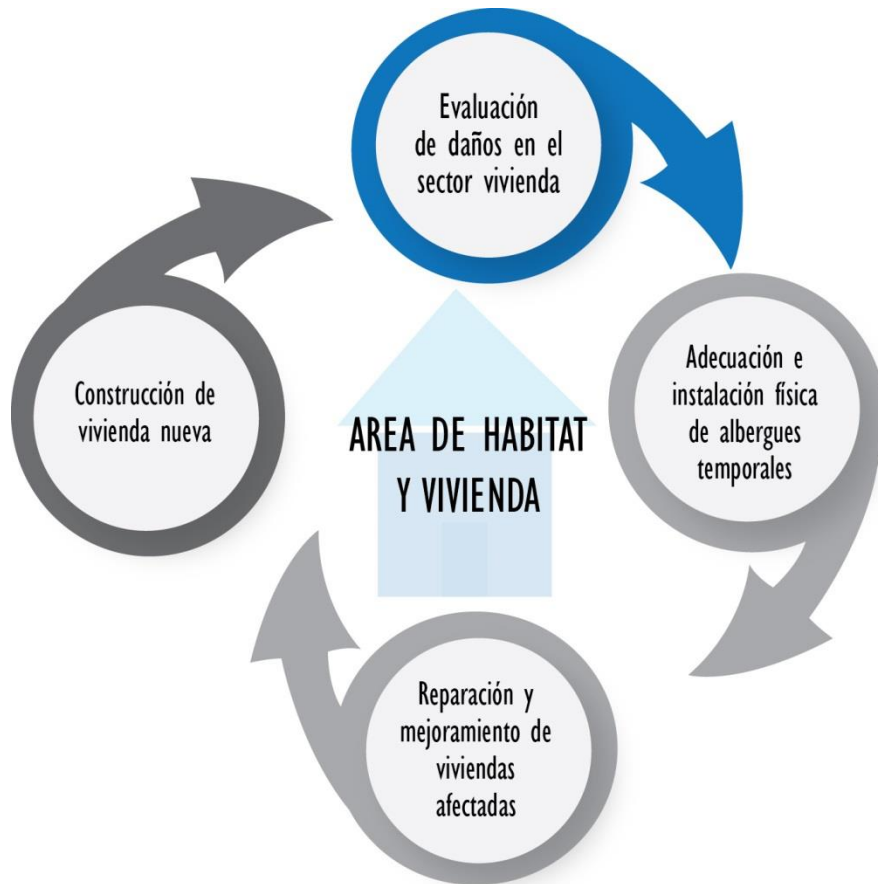 Evaluación
de daños en el
sector vivienda
Adecuación e
instalación física
de albergues
temporales
Reparación y
mejoramiento de
viviendas
afectadas
Construcción de
vivienda nueva
AREA DE HABITAT
Y VIVIENDA